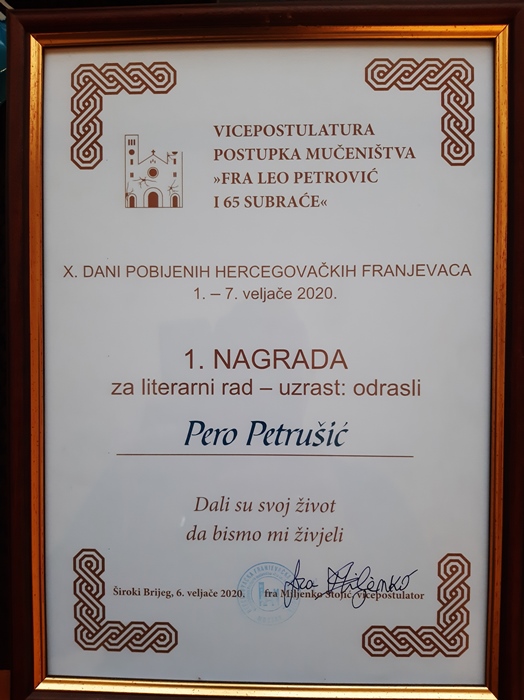 VICEPOSTULATURA
POSTUPKA MUČENIŠTVA
»FRA LEO PETROVIĆ
I 65 SUBRAĆE«
X. DANI POBIJENIH HERCEGOVAČKIH FRANJEVACA
1. – 7. veljače 2020.
1. NAGRADA
za literarni rad – uzrast: odrasli
Pero Petrušić
Dali su svoj život
da bismo mi živjeli
Široki Brijeg, 6. veljače 2020. fra Miljenko Stojić, vicepostulator
fra Miljenko